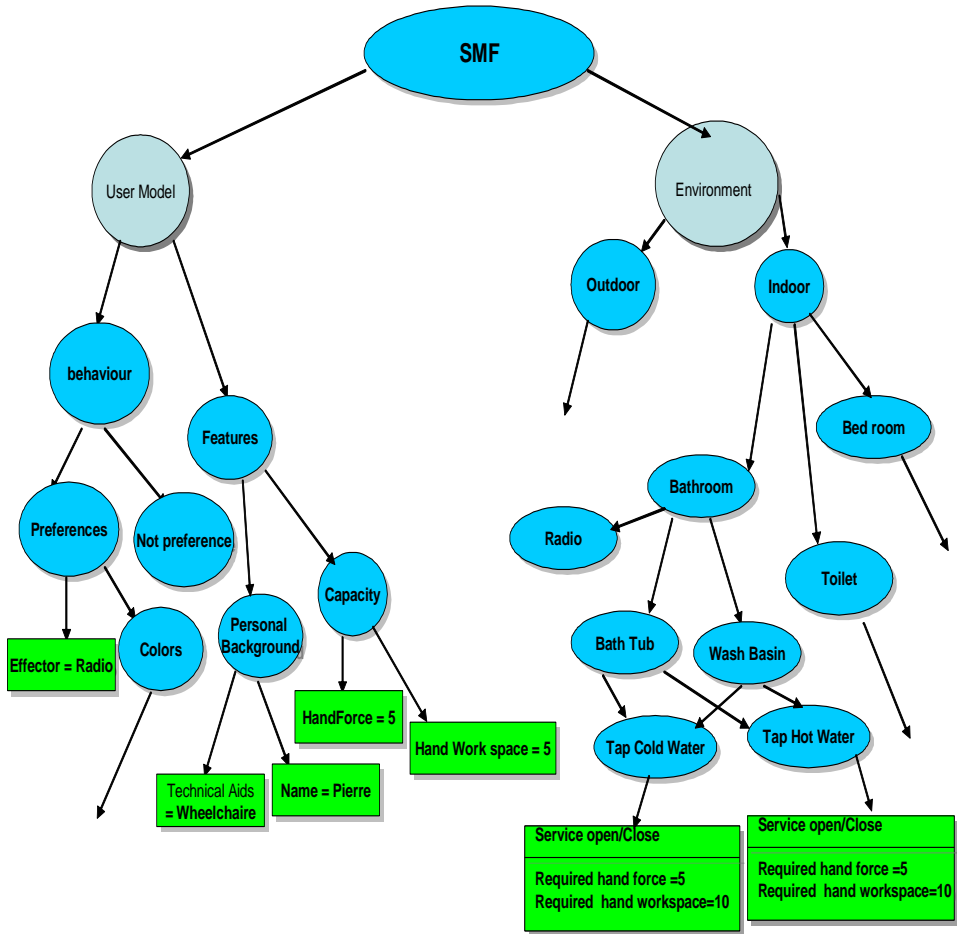 SMF
User Model
Environment
Outdoor
Indoor
behaviour
Features
Bed room
Bathroom
Preferences
Not preference
Radio
Capacity
Toilet
Personal
Background
Colors
Bath Tub
Wash Basin
Effector = Radio
HandForce = 5
Hand Work space = 5
Tap Cold Water
Tap Hot Water
Technical Aids
= Wheelchaire
Name = Pierre
Service open/Close
Required hand force =5
Required hand workspace=10
Service open/Close
Required hand force =5
Required hand workspace=10